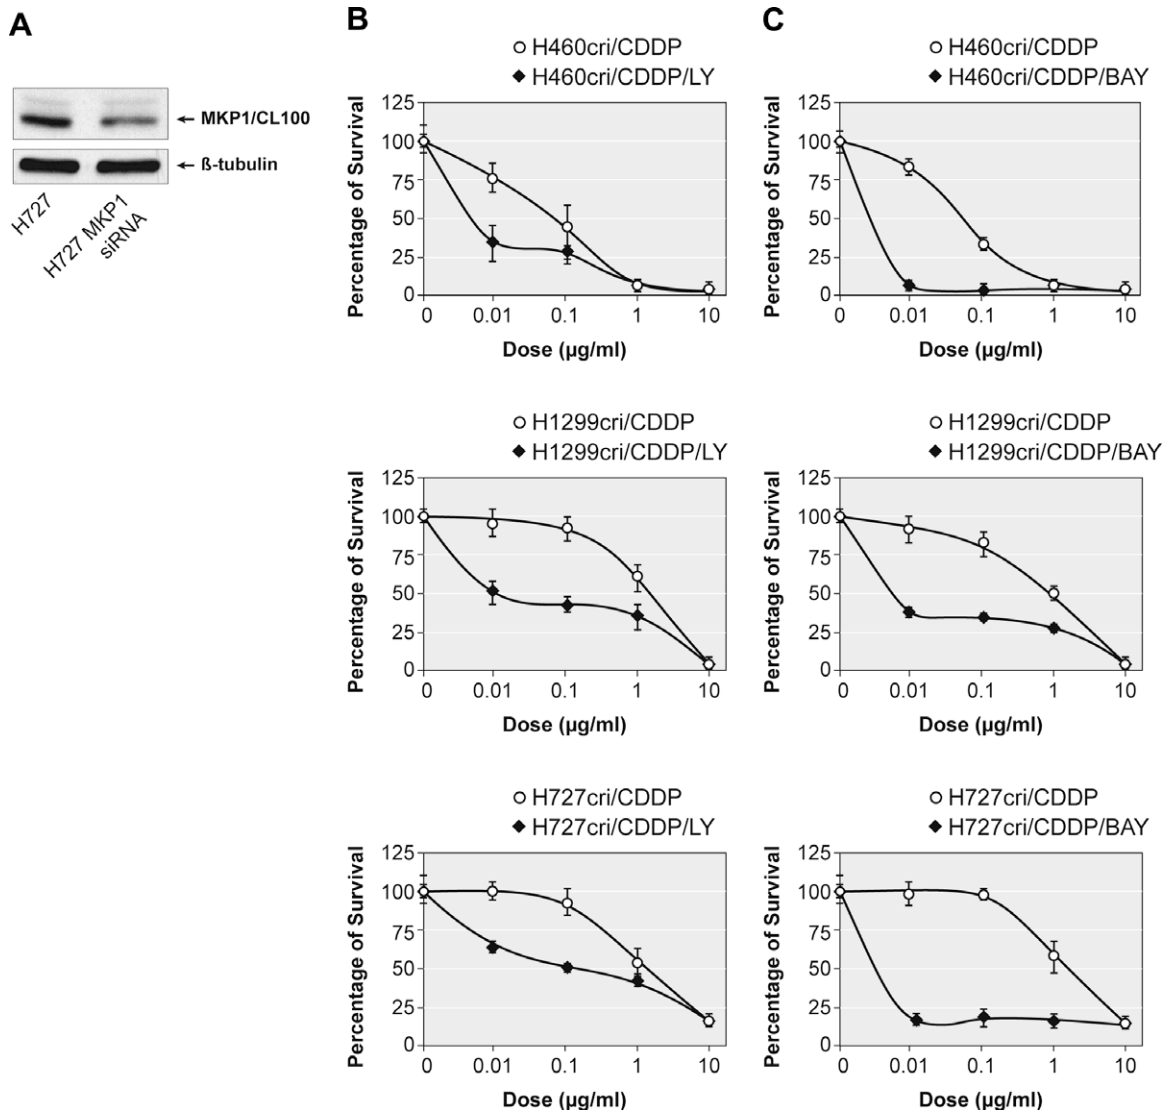 A
MKP1/CL100
ß-tubulin
H727
H727 MKP1
siRNA
B
H460cri/CDDP
H460cri/CDDP/LY
Percentage of Survival
125
100
75
50
25
0
0 0.01 0.1 1 10
Dose (µg/ml)
H1299cri/CDDP
H1299cri/CDDP/LY
Percentage of Survival
125
100
75
50
25
0
0 0.01 0.1 1 10
Dose (µg/ml)
H727cri/CDDP
H727cri/CDDP/LY
Percentage of Survival
125
100
75
50
25
0
0 0.01 0.1 1 10
Dose (µg/ml)
C
H460cri/CDDP
H460cri/CDDP/BAY
Percentage of Survival
125
100
75
50
25
0
0 0.01 0.1 1 10
Dose (µg/ml)
H1299cri/CDDP
H1299cri/CDDP/BAY
Percentage of Survival
125
100
75
50
25
0
0 0.01 0.1 1 10
Dose (µg/ml)
H727cri/CDDP
H727cri/CDDP/BAY
Percentage of Survival
125
100
75
50
25
0
0 0.01 0.1 1 10
Dose (µg/ml)